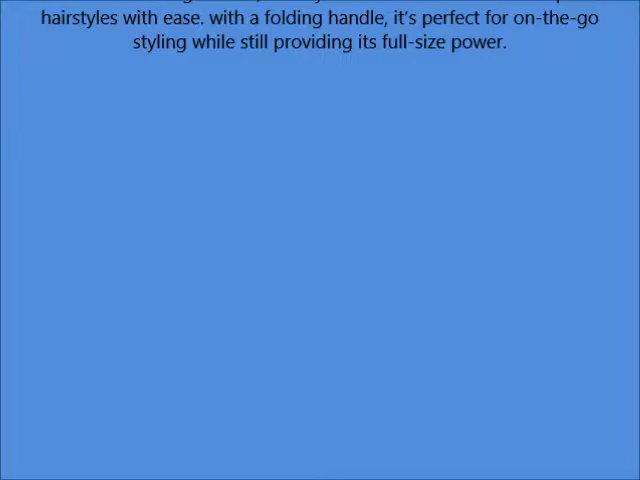 hairstyles with ease. with a folding handle, it's perfect for on-the-go
styling while still providing its full-size power.